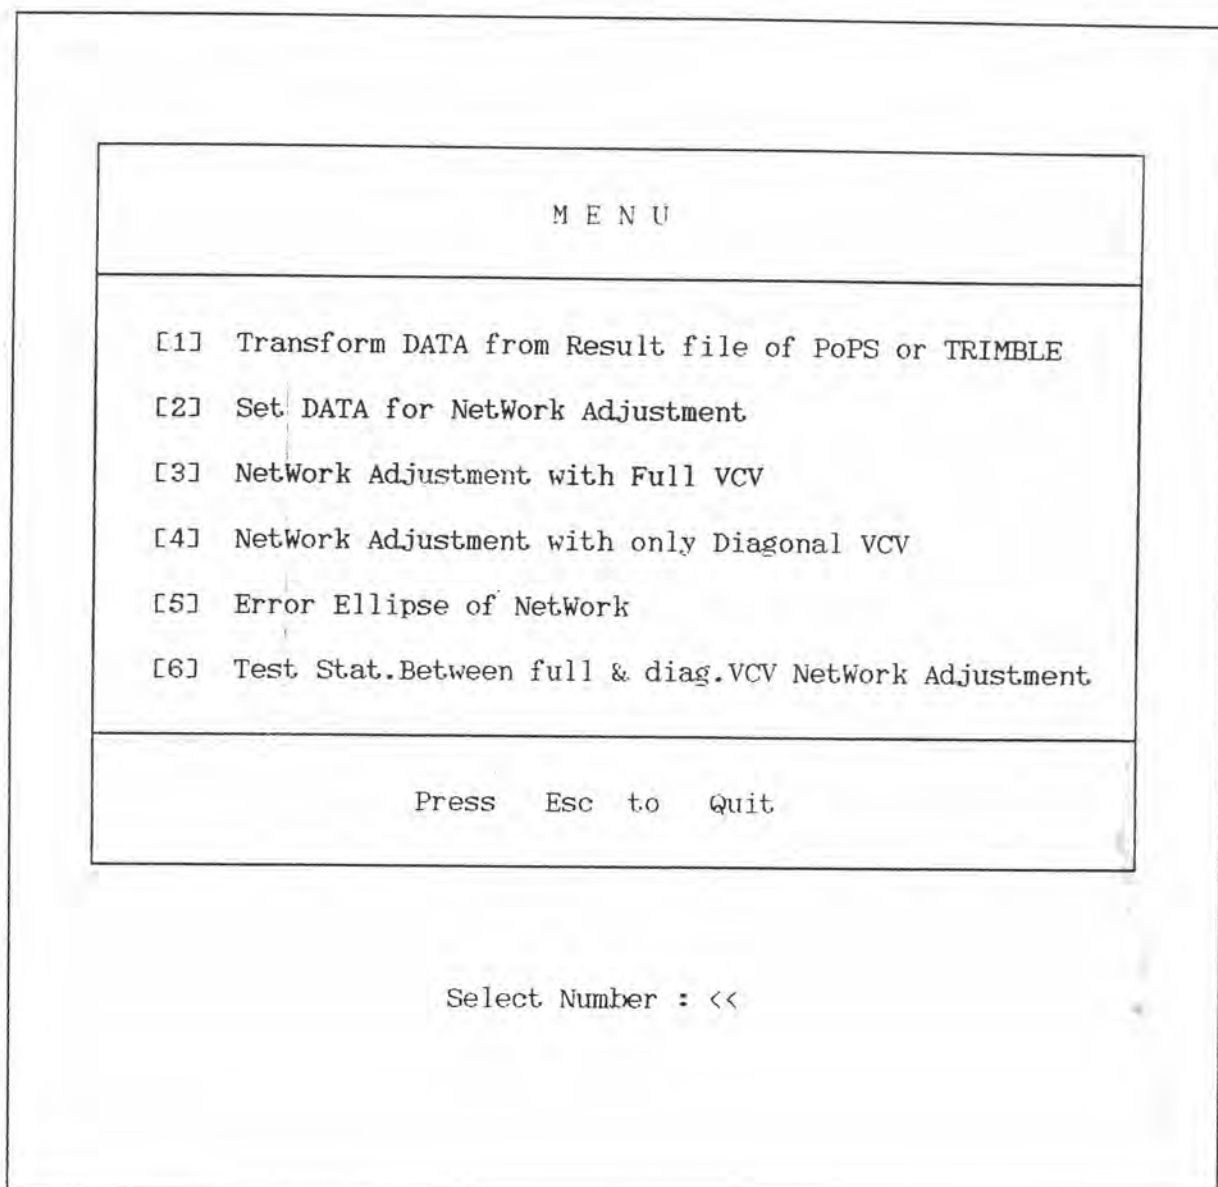 M E N U
[1] Transform DATA from Result file of PoPS or TRIMBLE
[2] Set DATA for NetWork Adjustment
[3] NetWork Adjustment with Full VCV
[4] NetWork Adjustment with only Diagonal VCV
[5] Error Ellipse of NetWork
[6] Test Stat.Between full & diag.VCV NetWork Adjustment
Press Esc to Quit
Select Number : <<